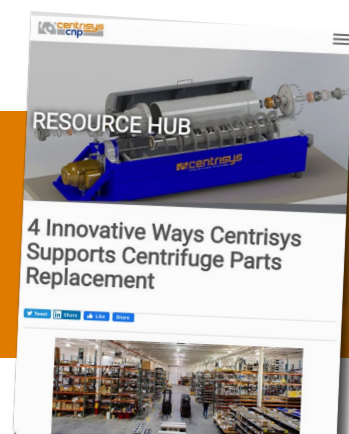 centrisys
cnp
RESOURCE HUB
centrisys
4 Innovative Ways Centrisys
Supports Centrifuge Parts
Replacement
Tweet
Share
Like
Share